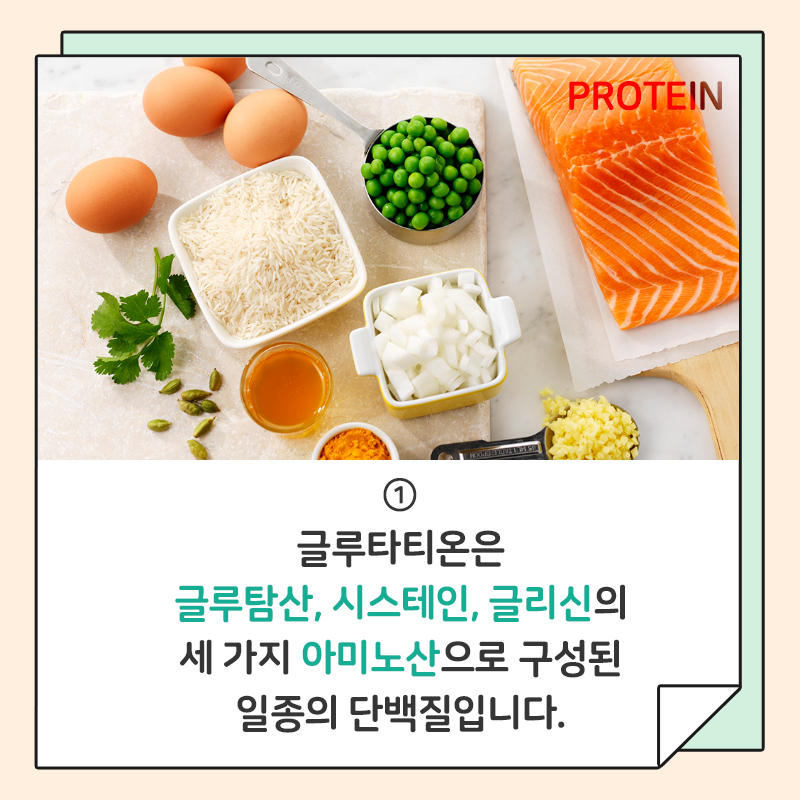 PROTEIN
①
글루타티온은
글루탐산, 시스테인, 글리신의
세 가지 아미노산으로 구성된
일종의 단백질입니다.